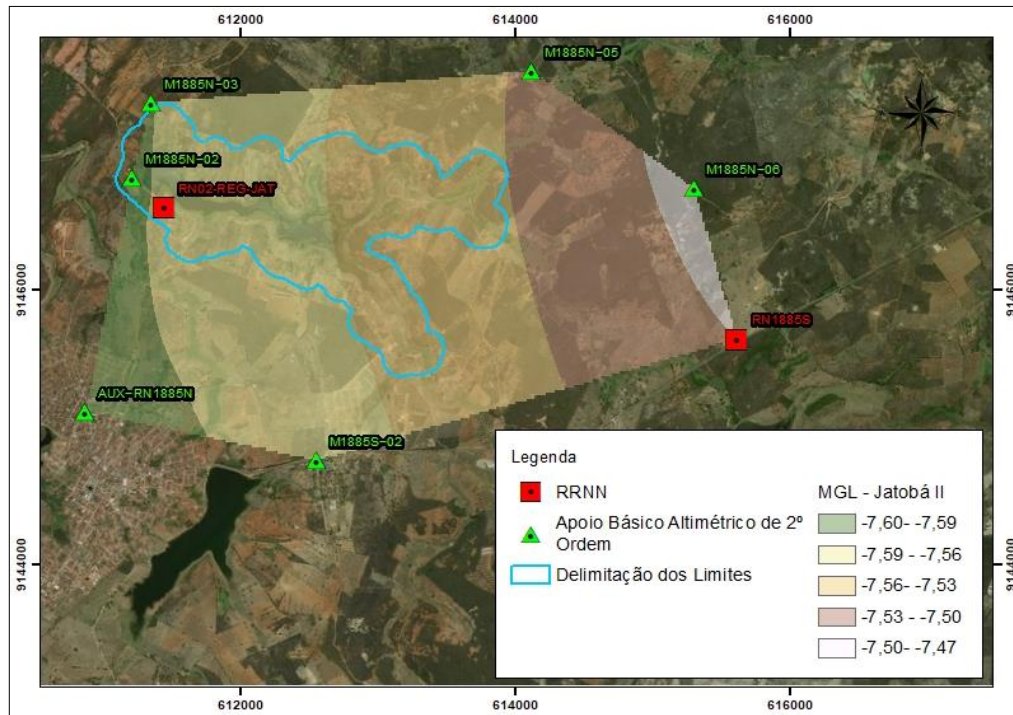 612000
614000
616000
M1885N-05
M1885N-03
M1885N-02
RN02-REG-JAT
M1885N-06
9146000
9146000
RN1885S
AUX-RN1885N
M1885S-02
Legenda
RRNN
Apoio Básico Altimétrico de 2º
Ordem
Delimitação dos Limites
MGL - Jatobá II
-7,60- -7,59
-7,59 - -7,56
-7,56 - -7,53
-7,53 - -7,50
-7,50- -7,47
9144000
9144000
612000
614000
616000